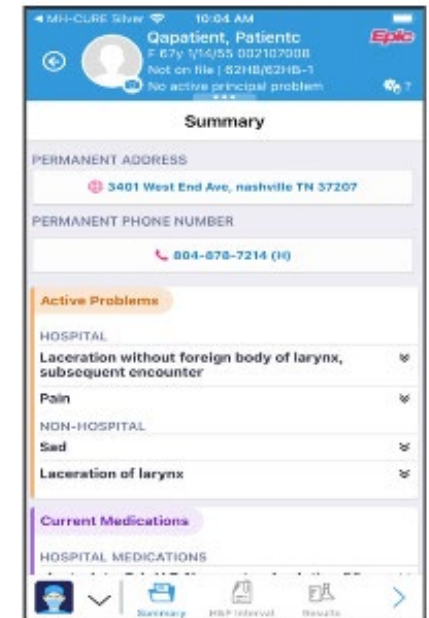 MH-CURE Silver 10:04 AM
Qapatient, Patientc
Epic
F 67y 1/14/55 002107008
Not on file | 62HB/62HB-1
No active principal problem
7
Summary
PERMANENT ADDRESS
3401 West End Ave, nashville TN 37207
PERMANENT PHONE NUMBER
804-878-7214 (H)
Active Problems
HOSPITAL
Laceration without foreign body of larynx,
subsequent encounter
Pain
NON-HOSPITAL
Sad
Laceration of larynx
Current Medications
HOSPITAL MEDICATIONS
Summary H&P Interval Results